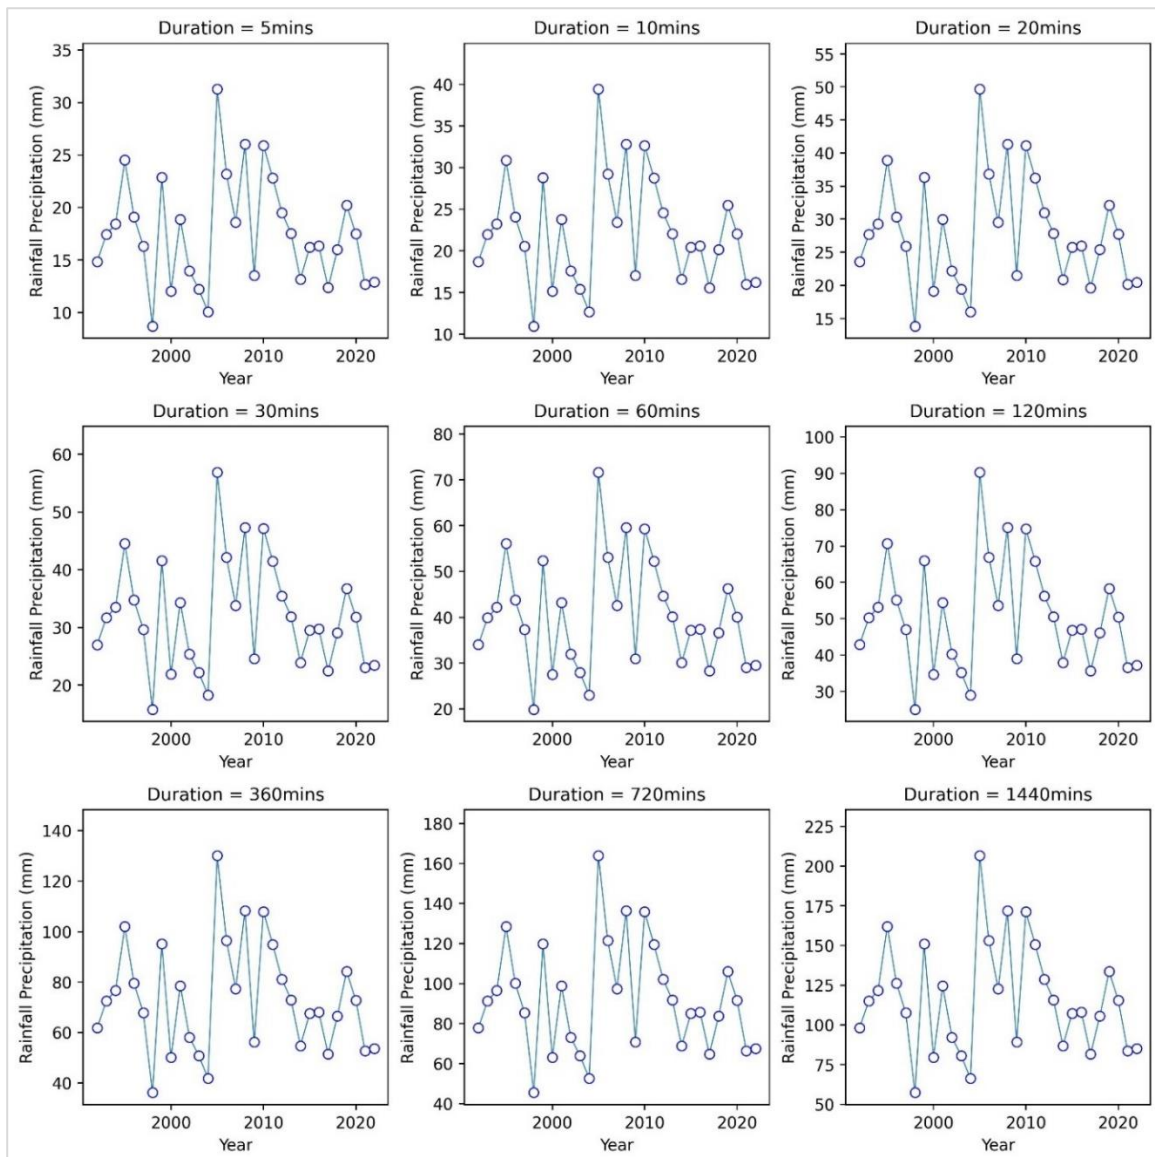 Duration = 5mins
Rainfall Precipitation (mm)
35
30
25
20
15
10
2000 2010 2020
Year
Duration = 10mins
Rainfall Precipitation (mm)
40
35
30
25
20
15
10
2000 2010 2020
Year
Duration = 20mins
Rainfall Precipitation (mm)
55
50
45
40
35
30
25
20
15
2000 2010 2020
Year
Duration = 30mins
Rainfall Precipitation (mm)
60
50
40
30
20
2000 2010 2020
Year
Duration = 60mins
Rainfall Precipitation (mm)
80
70
60
50
40
30
20
2000 2010 2020
Year
Duration = 120mins
Rainfall Precipitation (mm)
100
90
80
70
60
50
40
30
2000 2010 2020
Year
Duration = 360mins
Rainfall Precipitation (mm)
140
120
100
80
60
40
2000 2010 2020
Year
Duration = 720mins
Rainfall Precipitation (mm)
180
160
140
120
100
80
60
40
2000 2010 2020
Year
Duration = 1440mins
Rainfall Precipitation (mm)
225
200
175
150
125
100
75
50
2000 2010 2020
Year